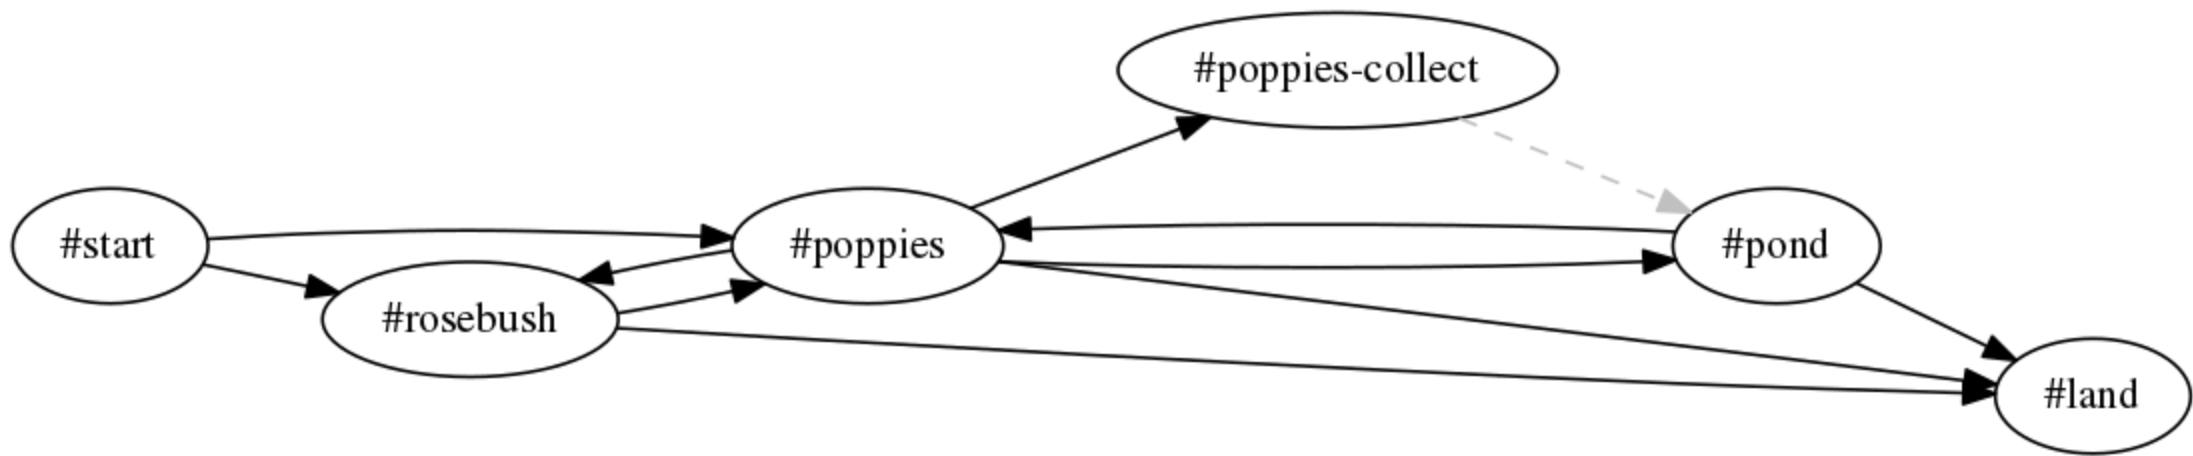 #poppies-collect
#start
#poppies
#pond
#rosebush
#land